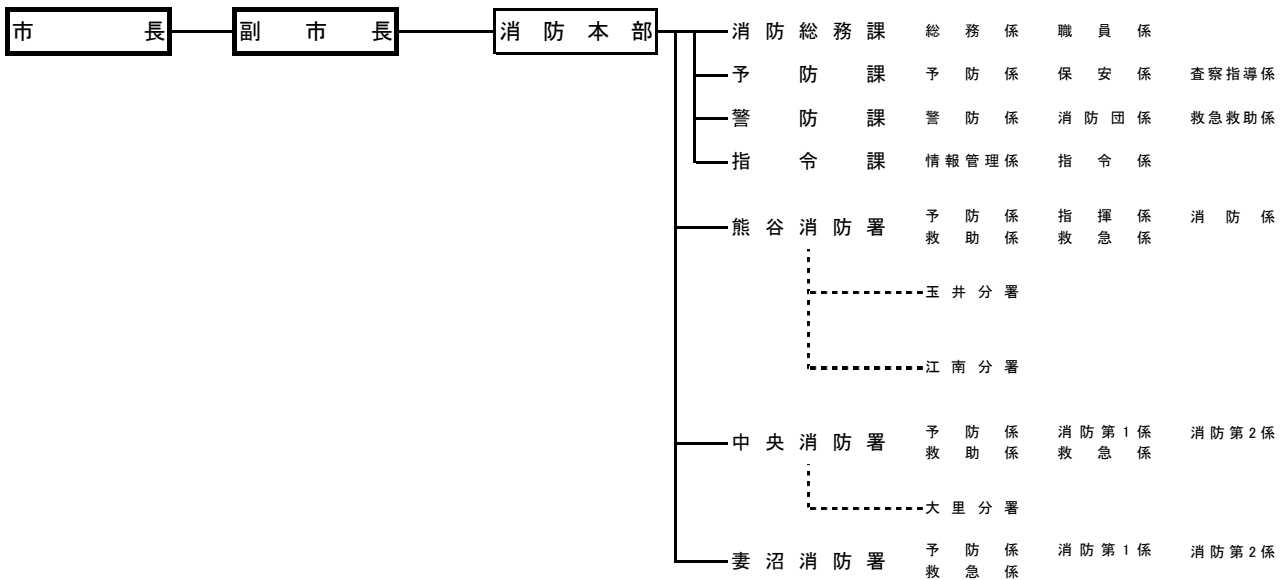 市長 副市長 消防本部 消防総務課 総務係 職員係
予防課 予防係 保安係 査察指導係
警防課 警防係 消防団係 救急救助係
指令課 情報管理係 指令係
熊谷消防署 予防係 指揮係 消防係
救助係 救急係
玉井分署
江南分署
中央消防署 予防係 消防第1係 消防第2係
救助係 救急係
大里分署
妻沼消防署 予防係 消防第1係 消防第2係
救急係